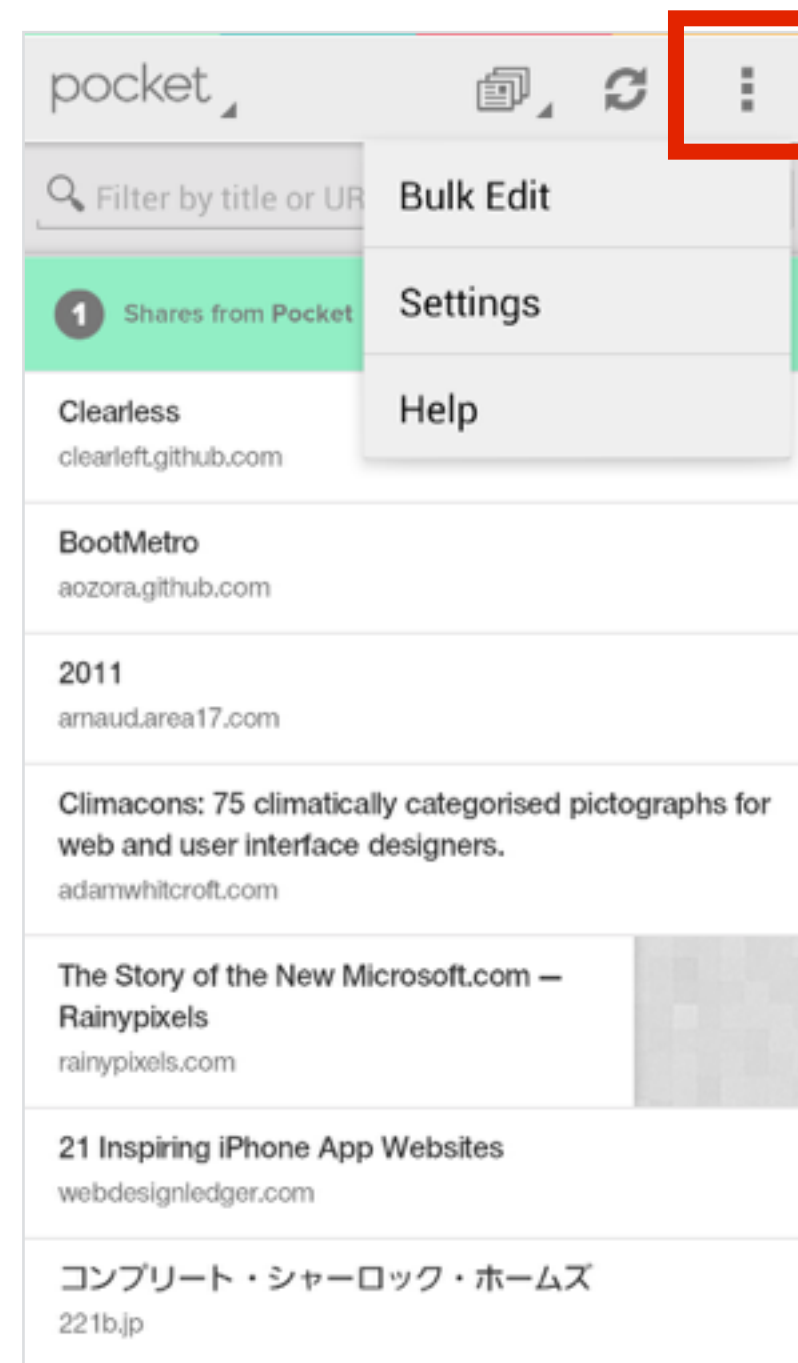 pocket
Filter by title or UR
Bulk Edit
1 Shares from Pocket
Settings
Help
Clearless
clearleft.github.com
BootMetro
aozora.github.com
2011
arnaud.area17.com
Climacons: 75 climatically categorised pictographs for
web and user interface designers.
adamwhitcroft.com
The Story of the New Microsoft.com —
Rainypixels
rainypixels.com
21 Inspiring iPhone App Websites
webdesignledger.com
コンプリート・シャーロック・ホームズ
221b.jp